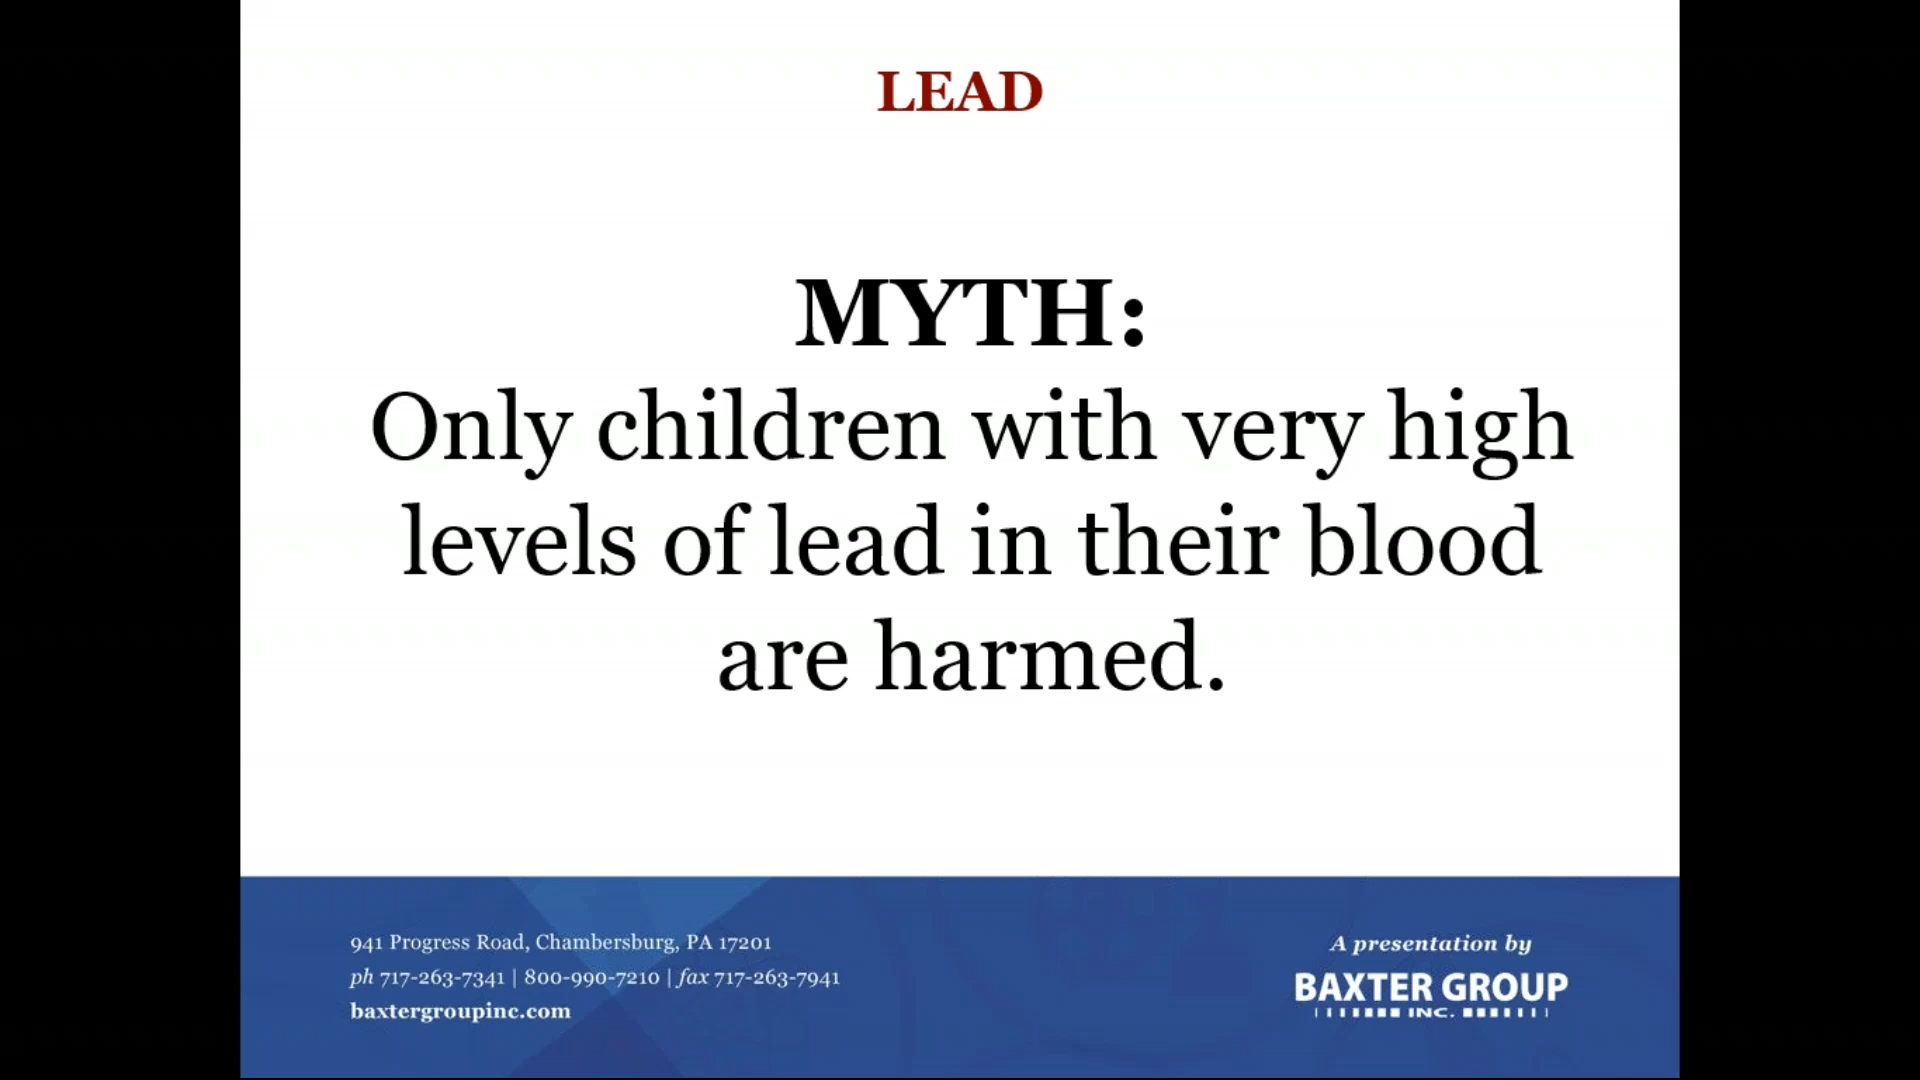 LEAD
MYTH:
Only children with very high
levels of lead in their blood
are harmed.
941 Progress Road, Chambersburg, PA 17201
ph 717-263-7341 | 800-990-7210 | fax 717-263-7941
baxtergroupinc.com
A presentation by
BAXTER GROUP
INC.